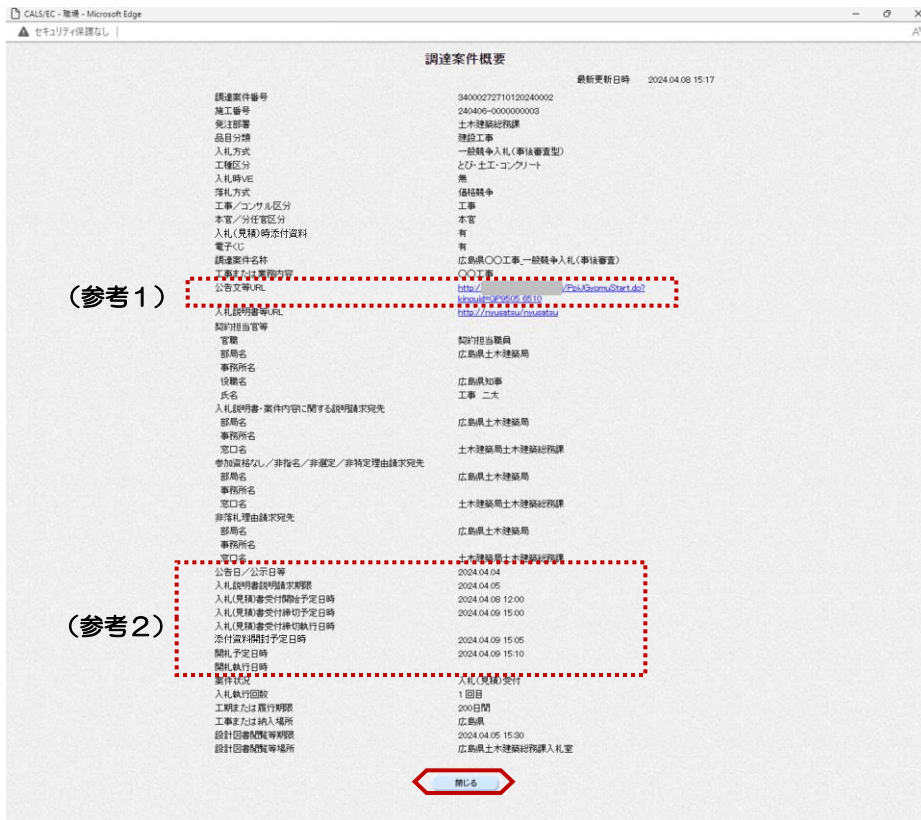 CALS/EC - 職場 - Microsoft Edge
セキュリティ保護なし
調達案件概要
最新更新日時 2024.04.08 15:17
調達案件番号 34000272710120240002
施工番号 240406-0000000003
発注部署 土木建築総務課
品目分類 建設工事
入札方式 一般競争入札(事後審査型)
工種区分 とび・土工・コンクリート
入札時VE 無
落札方式 価格競争
工事/コンサル区分 工事
本官/分任官区分 本官
入札(見積)時添付資料 有
電子くじ 有
調達案件名称 広島県〇〇工事_一般競争入札(事後審査)
工事または業務内容 〇〇工事
(参考1)
公告文等URL http:/ /PpiJGyomuStart.do?
kinouid=GP9505_6510
入札説明書等URL http://nyusatsu/nyusatsu
契約担当官等
官職 契約担当職員
部局名 広島県土木建築局
事務所名
役職名 広島県知事
氏名 工事 二太
入札説明書・案件内容に関する説明請求宛先
部局名 広島県土木建築局
事務所名
窓口名 土木建築局土木建築総務課
参加資格なし/非指名/非選定/非特定理由請求宛先
部局名 広島県土木建築局
事務所名
窓口名 土木建築局土木建築総務課
非落札理由請求宛先
部局名 広島県土木建築局
事務所名
窓口名 土木建築局土木建築総務課
(参考2)
公告日/公示日等 2024.04.04
入札説明書説明請求期限 2024.04.05
入札(見積)書受付開始予定日時 2024.04.08 12:00
入札(見積)書受付締切予定日時 2024.04.09 15:00
入札(見積)書受付締切執行日時
添付資料開封予定日時 2024.04.09 15:05
開札予定日時 2024.04.09 15:10
開札執行日時
案件状況 入札(見積)受付
入札執行回数 1回目
工期または履行期限 200日間
工事または納入場所 広島県
設計図書閲覧等期限 2024.04.05 15:30
設計図書閲覧等場所 広島県土木建築総務課入札室
閉じる